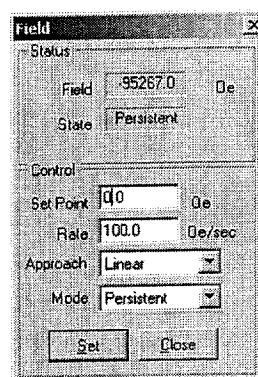 Field
Status
Field -95267.0 Oe
State Persistent
Control
Set Point 0.0 Oe
Rate 100.0 Oe/sec
Approach Linear
Mode Persistent
Set Close